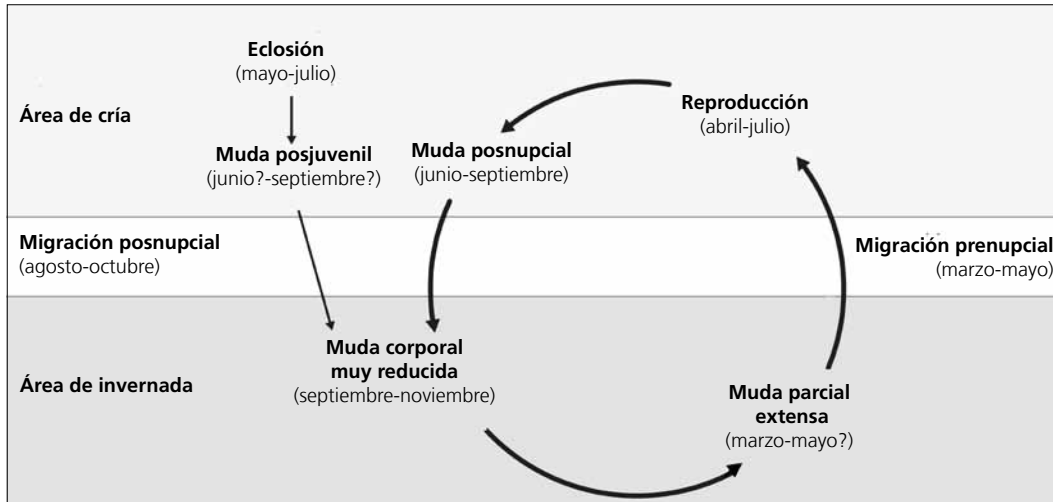 Eclosión
(mayo-julio)
Área de cría
Reproducción
(abril-julio)
Muda posjuvenil
(junio?-septiembre?)
Muda posnupcial
(junio-septiembre)
Migración posnupcial
(agosto-octubre)
Migración prenupcial
(marzo-mayo)
Muda corporal
muy reducida
(septiembre-noviembre)
Área de invernada
Muda parcial
extensa
(marzo-mayo?)